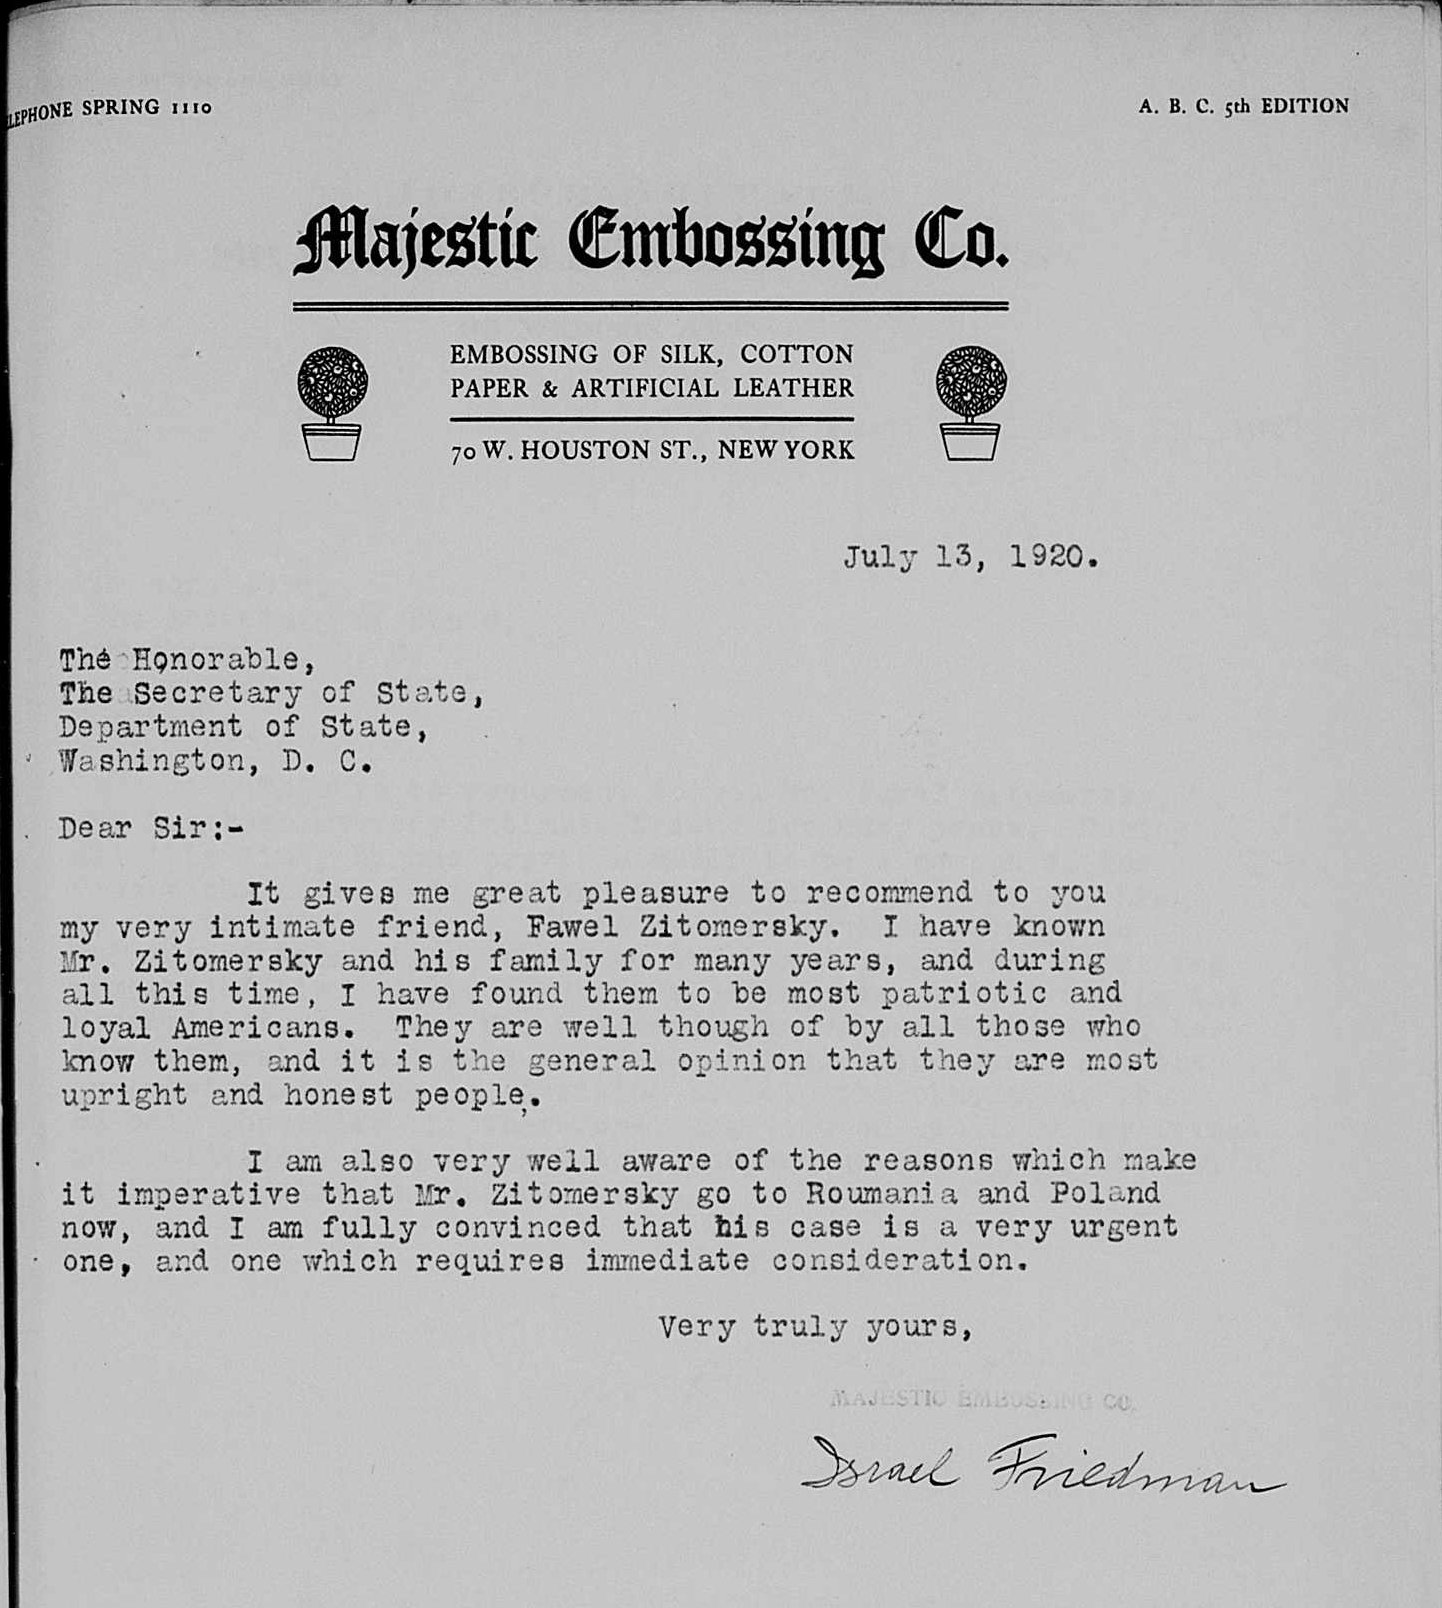 LEPHONE SPRING 1110
A. B. C. 5th EDITION
Majestic Embossing Co.
EMBOSSING OF SILK, COTTON
PAPER & ARTIFICIAL LEATHER
70 W. HOUSTON ST., NEW YORK
July 13, 1920.
The Honorable,
The Secretary of State,
Department of State,
Washington, D. C.
Dear Sir:-
It gives me great pleasure to recommend to you
my very intimate friend, Fawel Zitomersky. I have known
Mr. Zitomersky and his family for many years, and during
all this time, I have found them to be most patriotic and
loyal Americans. They are well though of by all those who
know them, and it is the general opinion that they are most
upright and honest people,.
I am also very well aware of the reasons which make
it imperative that Mr. Zitomersky go to Roumania and Poland
now, and I am fully convinced that his case is a very urgent
one, and one which requires immediate consideration.
Very truly yours,
MAJESTIC EMBOSSING CO.
Israel Friedman